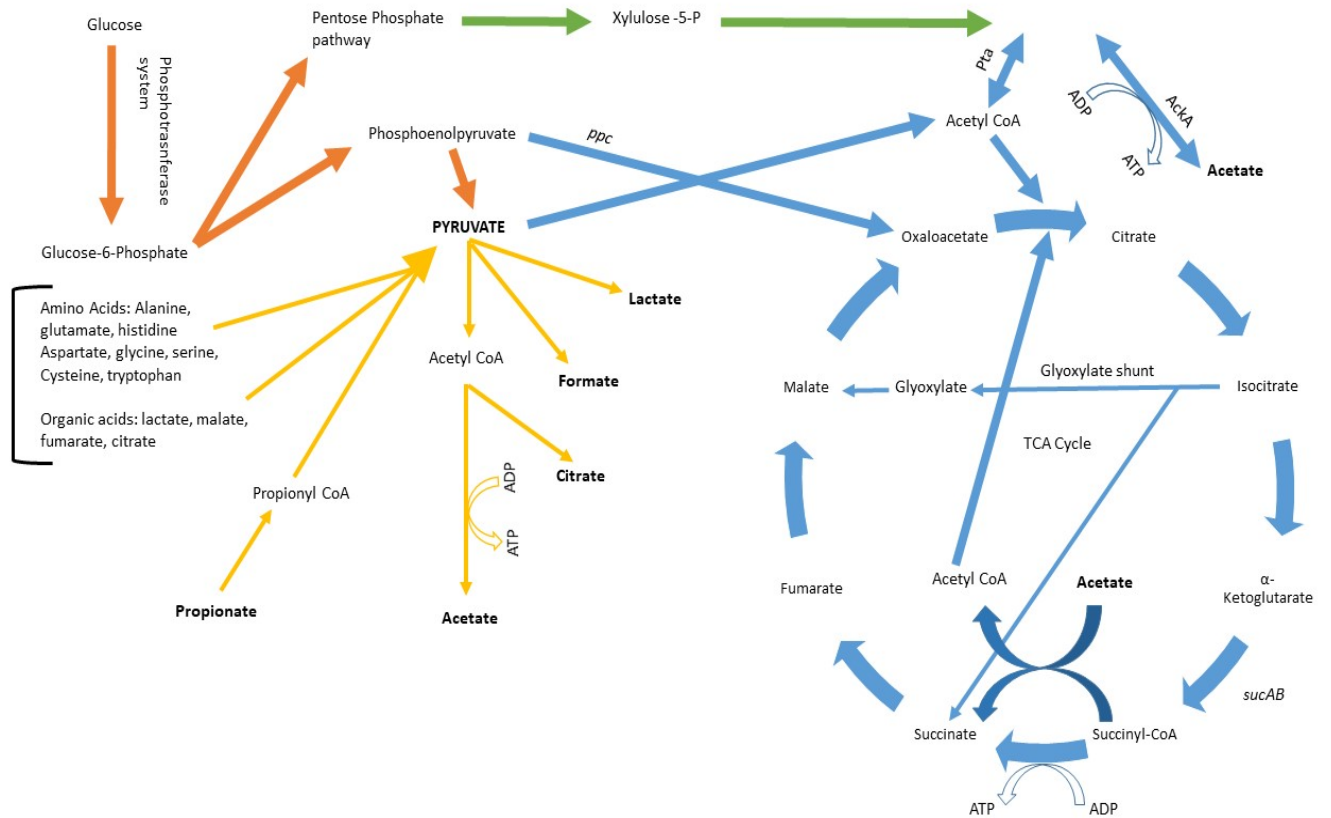 Glucose
Phosphotrasnferase
system
Pentose Phosphate
pathway
Xylulose -5-P
Pta
ADP
AckA
ATP
Acetate
Acetyl CoA
Phosphoenolpyruvate
ppc
PYRUVATE
Glucose-6-Phosphate
Oxaloacetate
Citrate
Amino Acids: Alanine,
glutamate, histidine
Aspartate, glycine, serine,
Cysteine, tryptophan
Organic acids: lactate, malate,
fumarate, citrate
Lactate
Acetyl CoA
Formate
Citrate
ADP
ATP
Propionyl CoA
Propionate
Acetate
Malate
Glyoxylate
Glyoxylate shunt
Isocitrate
TCA Cycle
Fumarate
Acetyl CoA
Acetate
α-
Ketoglutarate
sucAB
Succinate
Succinyl-CoA
ATP
ADP